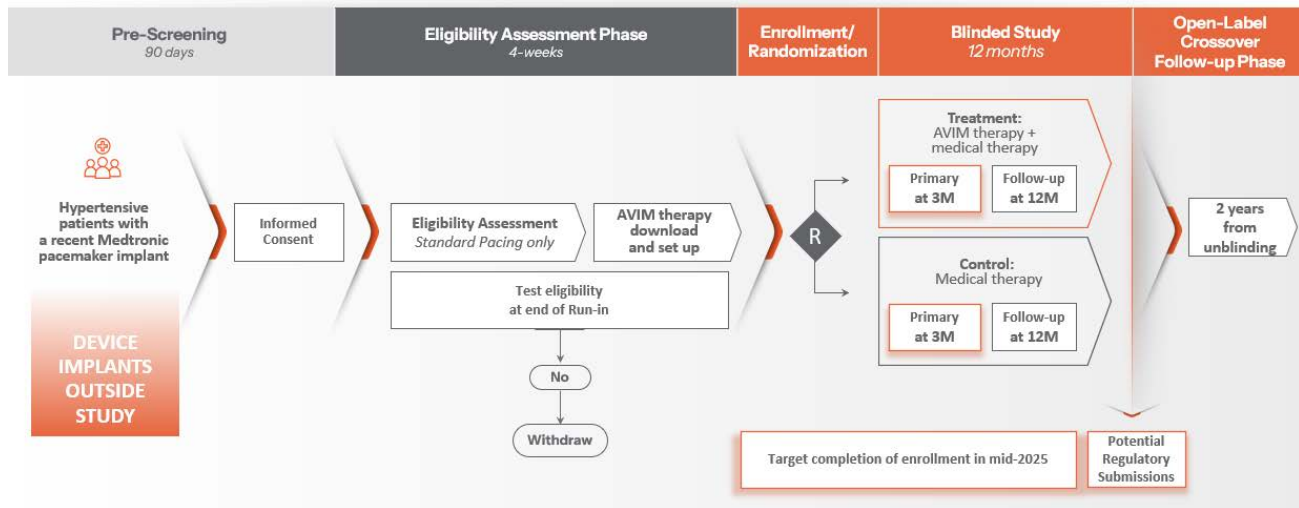 Pre-Screening
90 days
Eligibility Assessment Phase
4-weeks
Enrollment/
Randomization
Blinded Study
12 months
Open-Label
Crossover
Follow-up Phase
Hypertensive
patients with
a recent Medtronic
pacemaker implant
DEVICE
IMPLANTS
OUTSIDE
STUDY
Informed
Consent
Eligibility Assessment
Standard Pacing only
AVIM therapy
download
and set up
Test eligibility
at end of Run-in
No
Withdraw
R
Treatment:
AVIM therapy +
medical therapy
Primary
at 3M
Follow-up
at 12M
Control:
Medical therapy
Primary
at 3M
Follow-up
at 12M
2 years
from
unblinding
Target completion of enrollment in mid-2025
Potential
Regulatory
Submissions